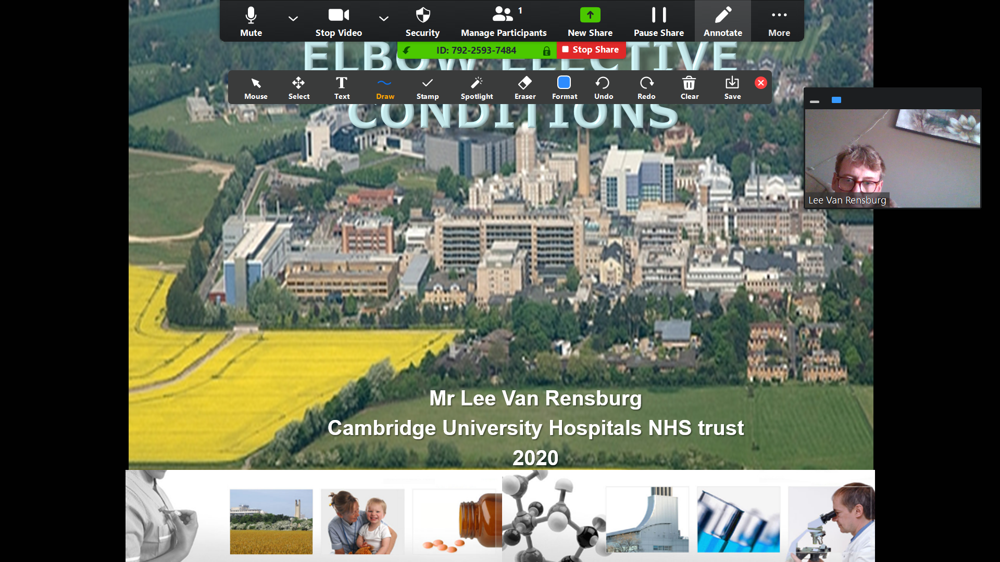 Mute
Stop Video
Security
1
Manage Participants
New Share
Pause Share
Annotate
More
ID: 792-2593-7484
Stop Share
ELBOW ELECTIVE
Mouse
Select
T
Text
Draw
Stamp
Spotlight
Eraser
Format
Undo
Redo
Clear
Save
CONDITIONS
Lee Van Rensburg
Mr Lee Van Rensburg
Cambridge University Hospitals NHS trust
2020